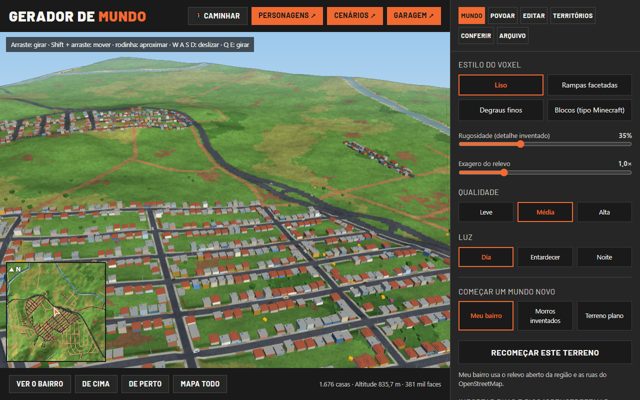 GERADOR DE MUNDO
CAMINHAR
PERSONAGENS ↗
CENÁRIOS ↗
GARAGEM ↗
Arraste: girar · Shift + arraste: mover · rodinha: aproximar · W A S D: deslizar · Q E: girar
N
VER O BAIRRO
DE CIMA
DE PERTO
MAPA TODO
1.676 casas · Altitude 835,7 m · 381 mil faces
MUNDO
POVOAR
EDITAR
TERRITÓRIOS
CONFERIR
ARQUIVO
ESTILO DO VOXEL
Liso
Rampas facetadas
Degraus finos
Blocos (tipo Minecraft)
Rugosidade (detalhe inventado) 35%
Exagero do relevo 1,0×
QUALIDADE
Leve
Média
Alta
LUZ
Dia
Entardecer
Noite
COMEÇAR UM MUNDO NOVO
Meu bairro
Morros
inventados
Terreno plano
RECOMEÇAR ESTE TERRENO
Meu bairro usa o relevo aberto da região e as ruas do
OpenStreetMap.